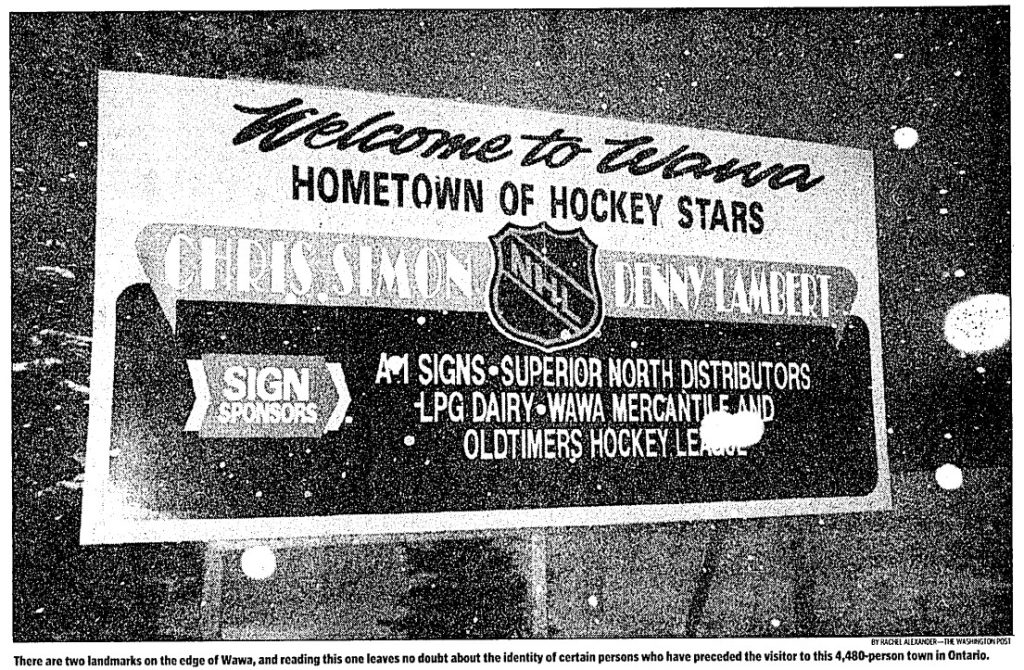 Welcome to Wawa
HOMETOWN OF HOCKEY STARS
CHRIS SIMON NHL DENNY LAMBERT
SIGN SPONSORS
A-1 SIGNS • SUPERIOR NORTH DISTRIBUTORS
-LPG DAIRY • WAWA MERCANTILE AND
OLDTIMERS HOCKEY LEAGUE
BY RACHEL ALEXANDER—THE WASHINGTON POST
There are two landmarks on the edge of Wawa, and reading this one leaves no doubt about the identity of certain persons who have preceded the visitor to this 4,480-person town in Ontario.